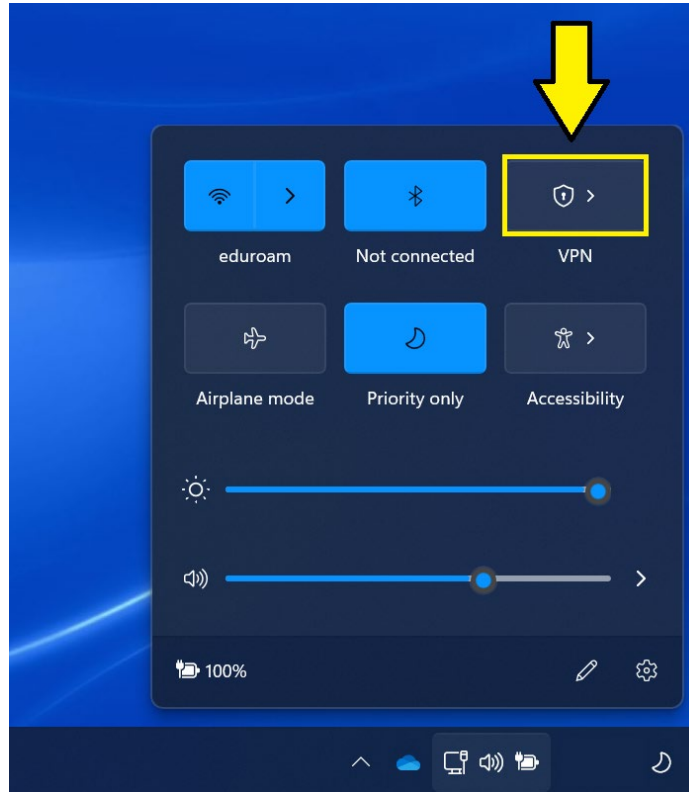 eduroam
Not connected
VPN
Airplane mode
Priority only
Accessibility
100%